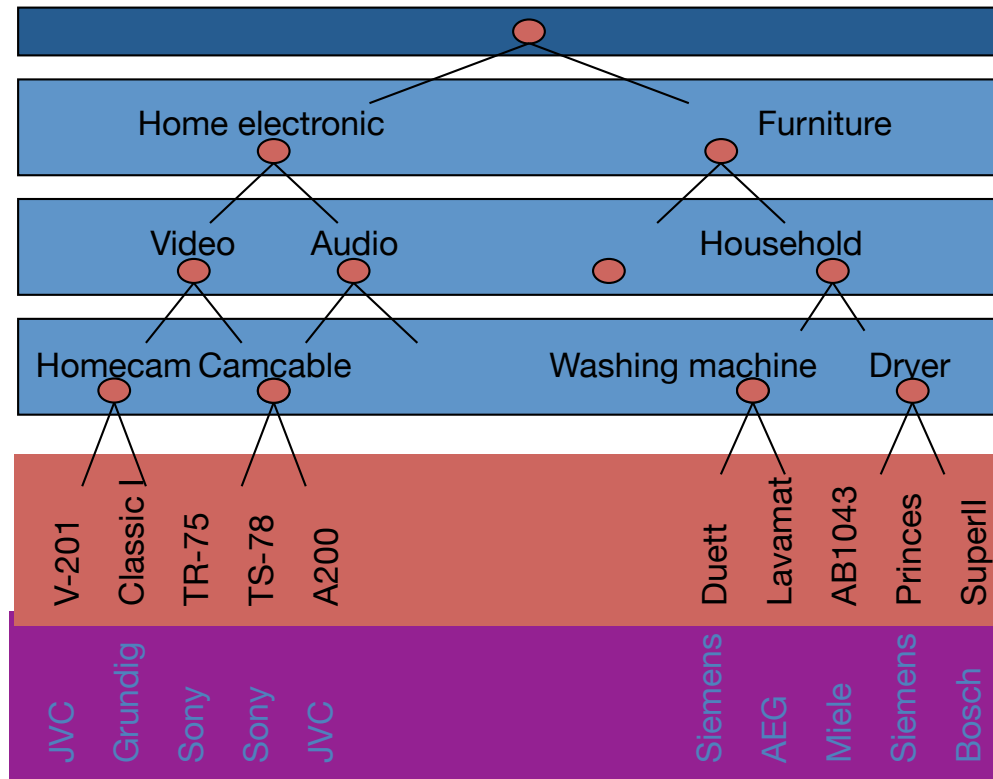 Home electronic Furniture
Video Audio Household
Homecam Camcable Washing machine Dryer
V-201
Classic I
TR-75
TS-78
A200
Duett
Lavamat
AB1043
Princes
SuperII
JVC
Grundig
Sony
Sony
JVC
Siemens
AEG
Miele
Siemens
Bosch